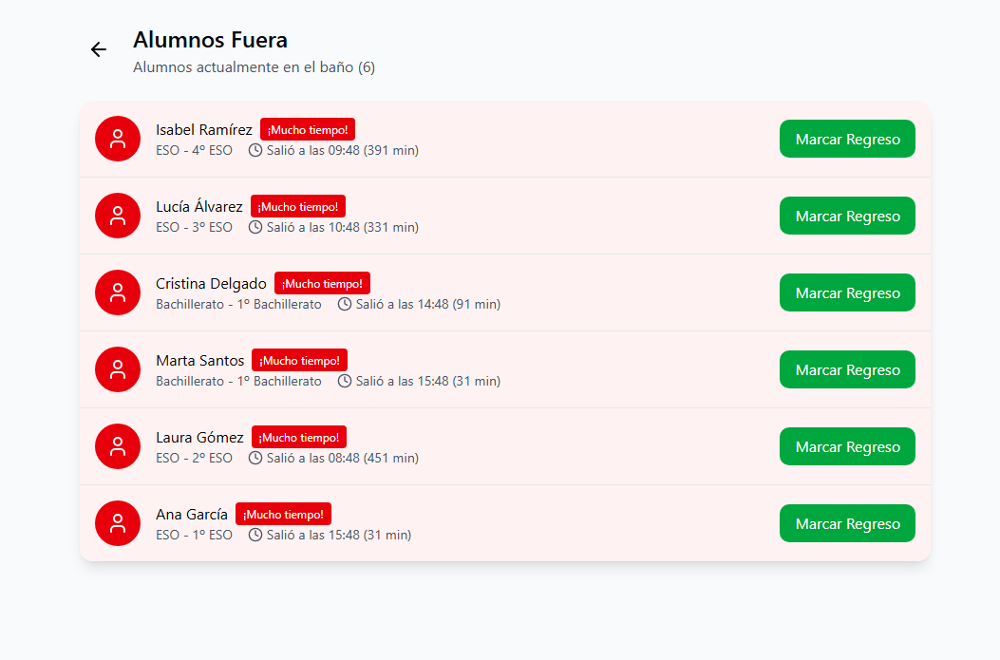 Alumnos Fuera
Alumnos actualmente en el baño (6)
Isabel Ramírez ¡Mucho tiempo!
ESO - 4º ESO Salió a las 09:48 (391 min)
Marcar Regreso
Lucía Álvarez ¡Mucho tiempo!
ESO - 3º ESO Salió a las 10:48 (331 min)
Marcar Regreso
Cristina Delgado ¡Mucho tiempo!
Bachillerato - 1º Bachillerato Salió a las 14:48 (91 min)
Marcar Regreso
Marta Santos ¡Mucho tiempo!
Bachillerato - 1º Bachillerato Salió a las 15:48 (31 min)
Marcar Regreso
Laura Gómez ¡Mucho tiempo!
ESO - 2º ESO Salió a las 08:48 (451 min)
Marcar Regreso
Ana García ¡Mucho tiempo!
ESO - 1º ESO Salió a las 15:48 (31 min)
Marcar Regreso